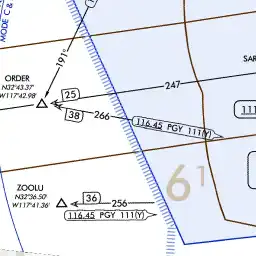 MODE C &
191°
ORDER
N32°43.37'
W117°42.98'
25
38
247
266
116.45 PGY 111(Y)
SAR
111
6 1
ZOOLU
N32°36.50'
W117°41.36'
36
256
116.45 PGY 111(Y)